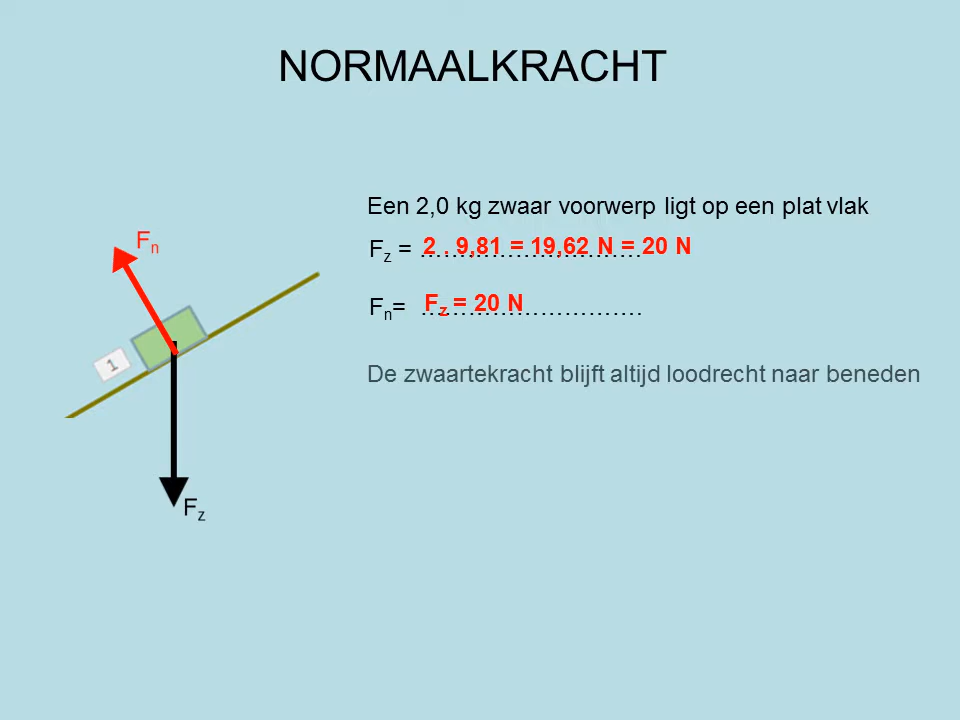 NORMAALKRACHT
Een 2,0 kg zwaar voorwerp ligt op een plat vlak
Fz = ............................ 2 . 9,81 = 19,62 N = 20 N
Fn= ............................ Fz = 20 N
De zwaartekracht blijft altijd loodrecht naar beneden
Fn
1
Fz